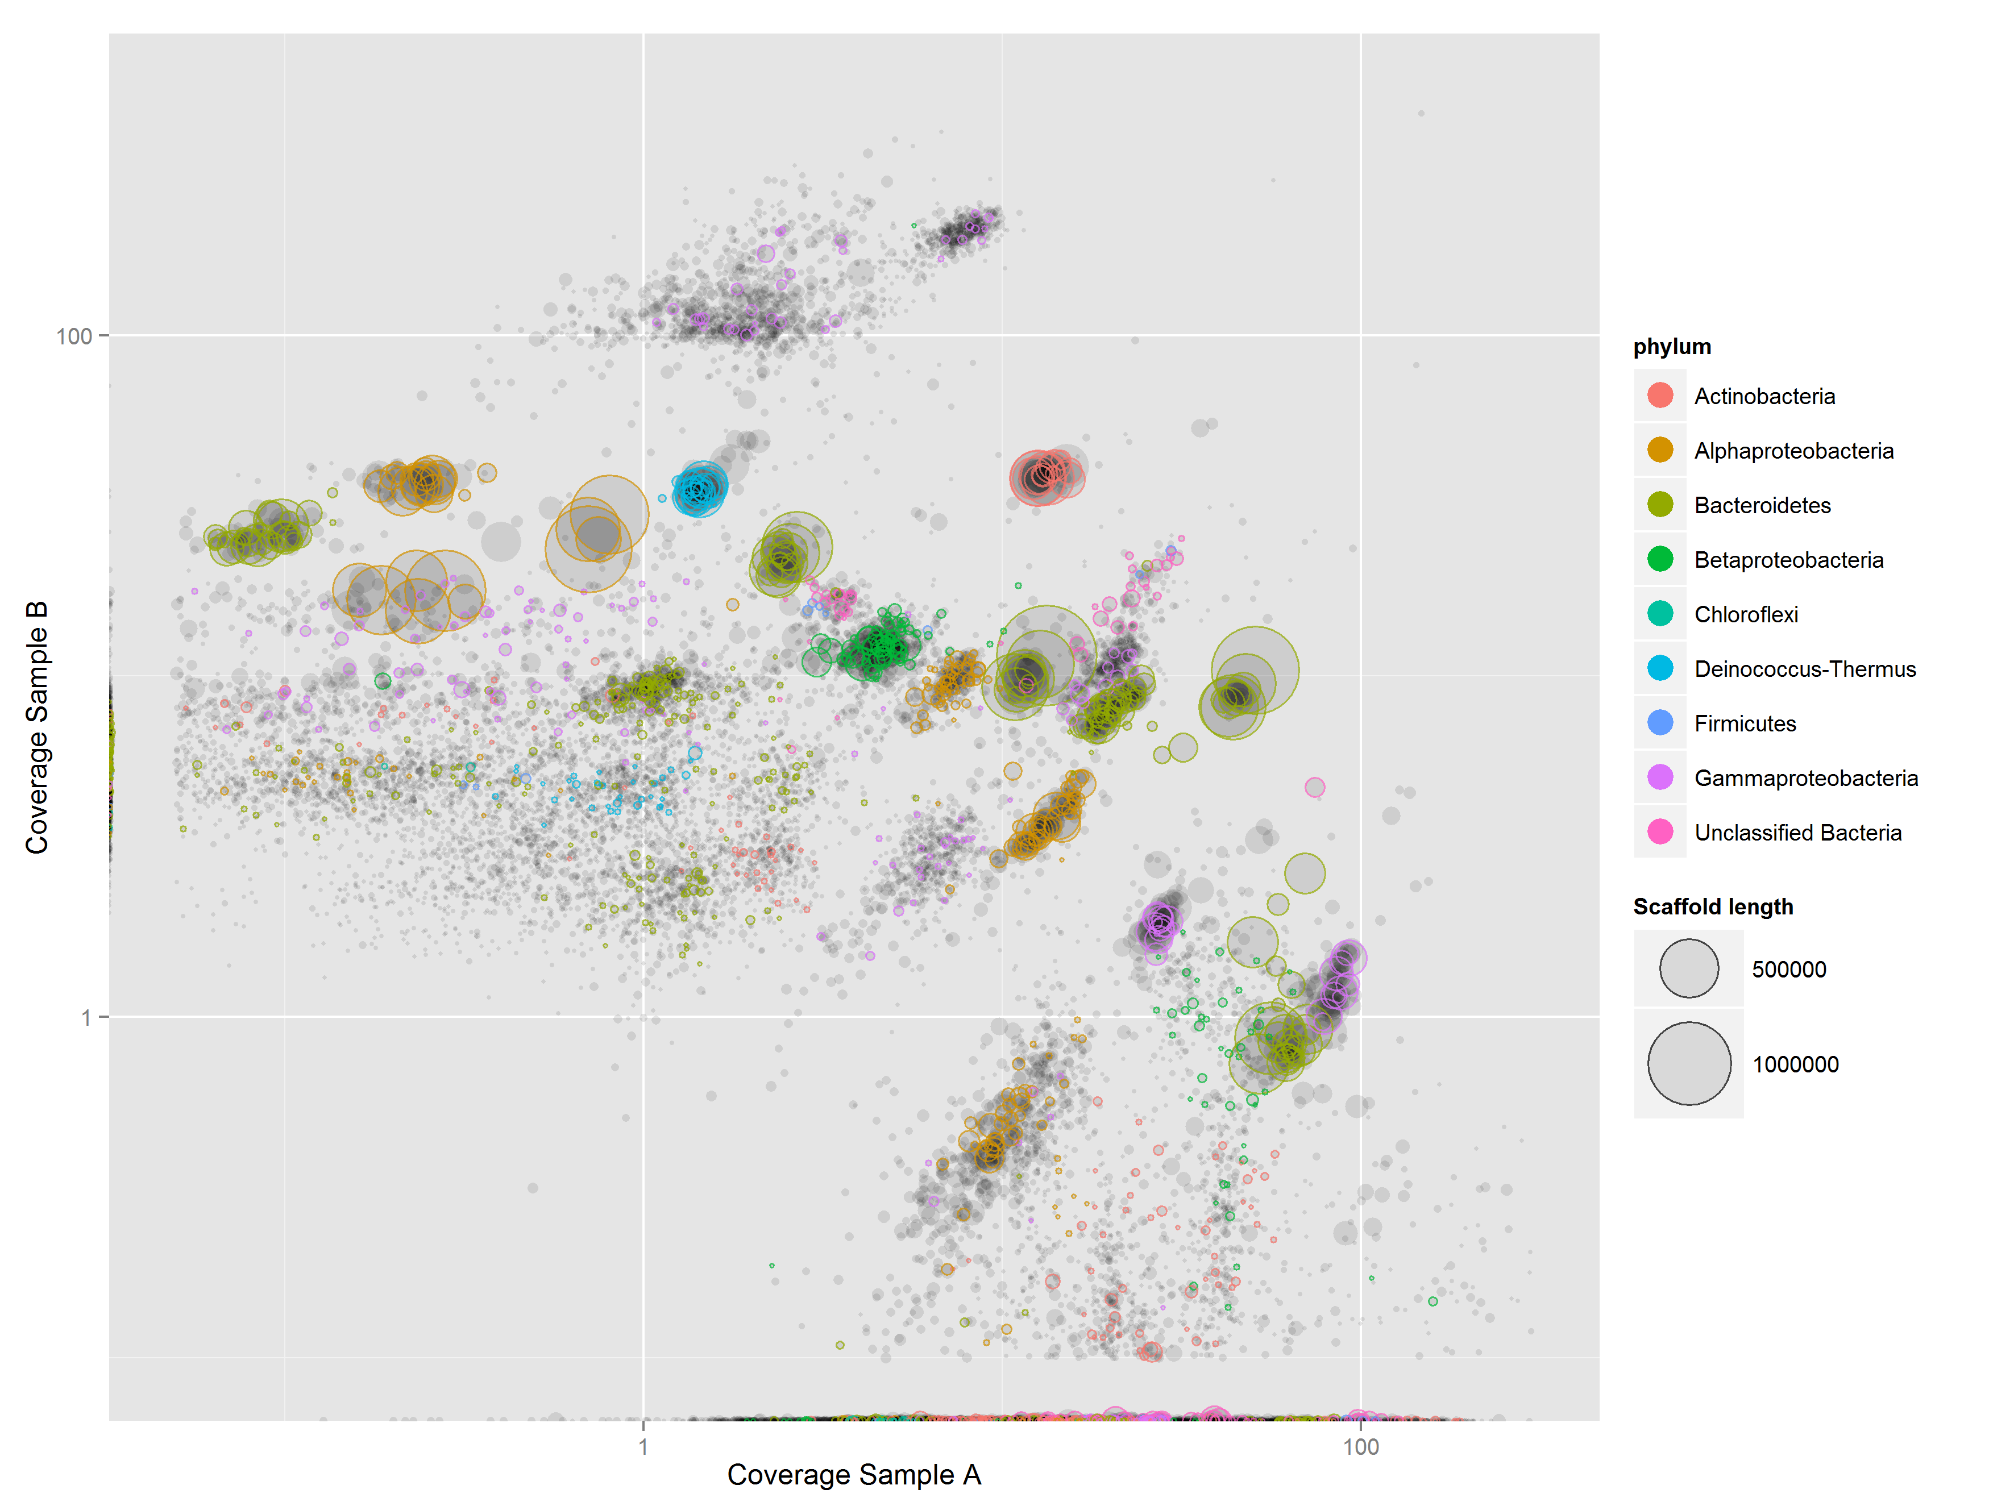 100
1
Coverage Sample B
1
100
Coverage Sample A
phylum
Actinobacteria
Alphaproteobacteria
Bacteroidetes
Betaproteobacteria
Chloroflexi
Deinococcus-Thermus
Firmicutes
Gammaproteobacteria
Unclassified Bacteria
Scaffold length
500000
1000000